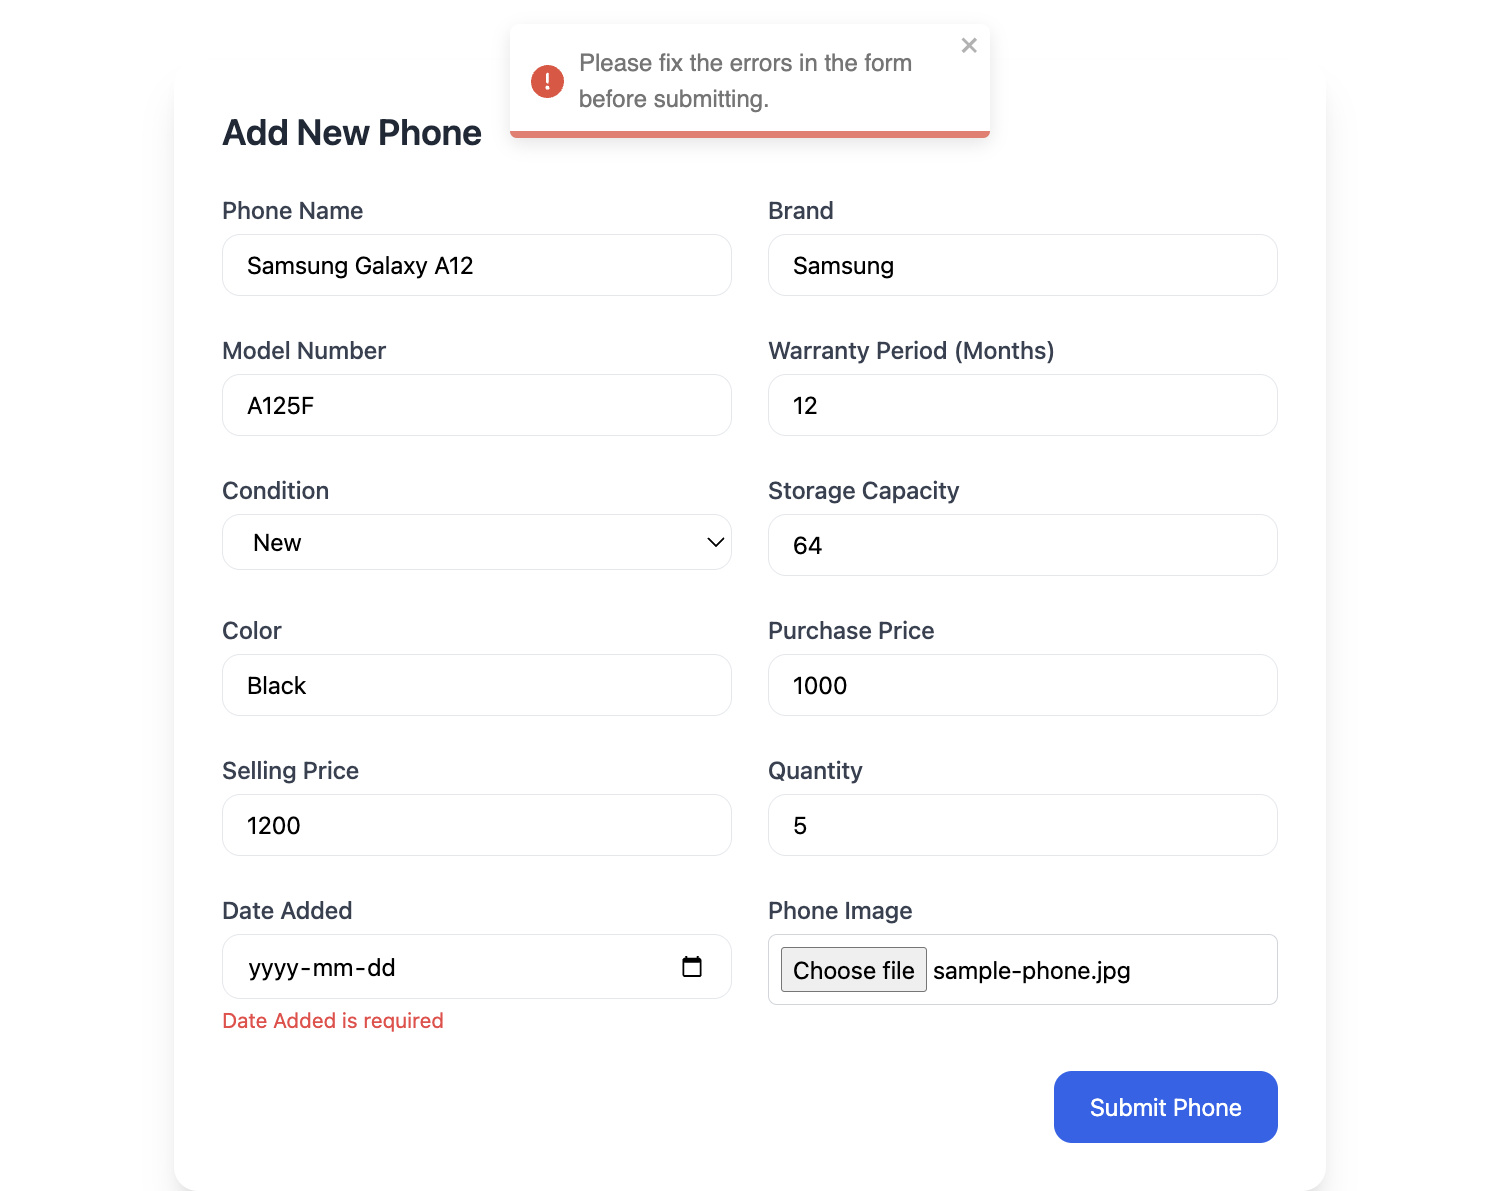 Please fix the errors in the form
before submitting.
Add New Phone
Phone Name
Brand
Samsung Galaxy A12
Samsung
Model Number
Warranty Period (Months)
A125F
12
Condition
Storage Capacity
New
64
Color
Purchase Price
Black
1000
Selling Price
Quantity
1200
5
Date Added
Phone Image
yyyy-mm-dd
Choose file sample-phone.jpg
Date Added is required
Submit Phone